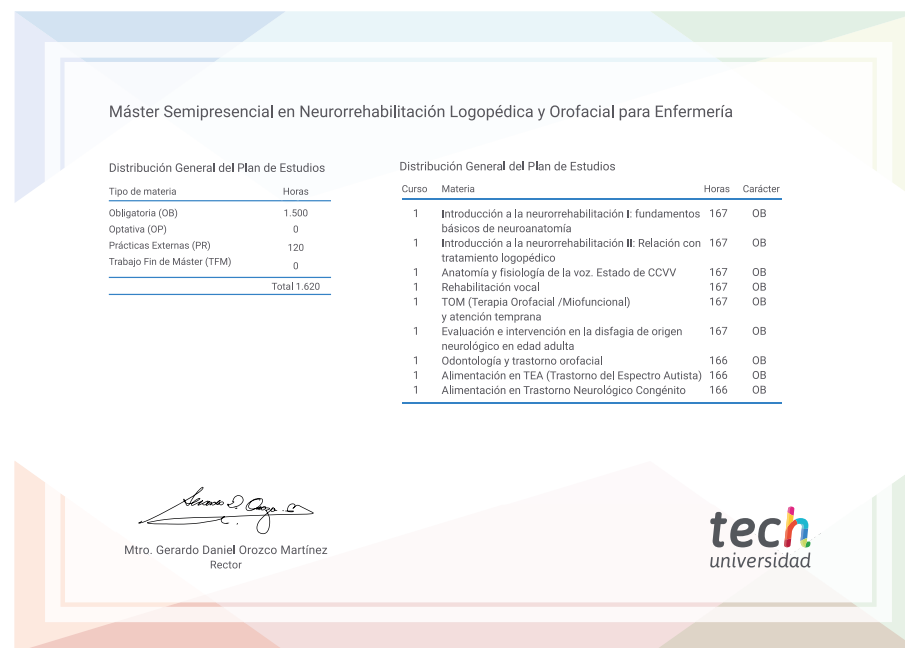 Máster Semipresencial en Neurorrehabilitación Logopédica y Orofacial para Enfermería
Distribución General del Plan de Estudios
Tipo de materia Horas
Obligatoria (OB) 1.500
Optativa (OP) 0
Prácticas Externas (PR) 120
Trabajo Fin de Máster (TFM) 0
Total 1.620
Distribución General del Plan de Estudios
Curso Materia Horas Carácter
1 Introducción a la neurorrehabilitación I: fundamentos 167 OB
básicos de neuroanatomía
1 Introducción a la neurorrehabilitación II: Relación con 167 OB
tratamiento logopédico
1 Anatomía y fisiología de la voz. Estado de CCVV 167 OB
1 Rehabilitación vocal 167 OB
1 TOM (Terapia Orofacial /Miofuncional) 167 OB
y atención temprana
1 Evaluación e intervención en la disfagia de origen 167 OB
neurológico en edad adulta
1 Odontología y trastorno orofacial 166 OB
1 Alimentación en TEA (Trastorno del Espectro Autista) 166 OB
1 Alimentación en Trastorno Neurológico Congénito 166 OB
Mtro. Gerardo Daniel Orozco Martínez
Rector
tech
universidad